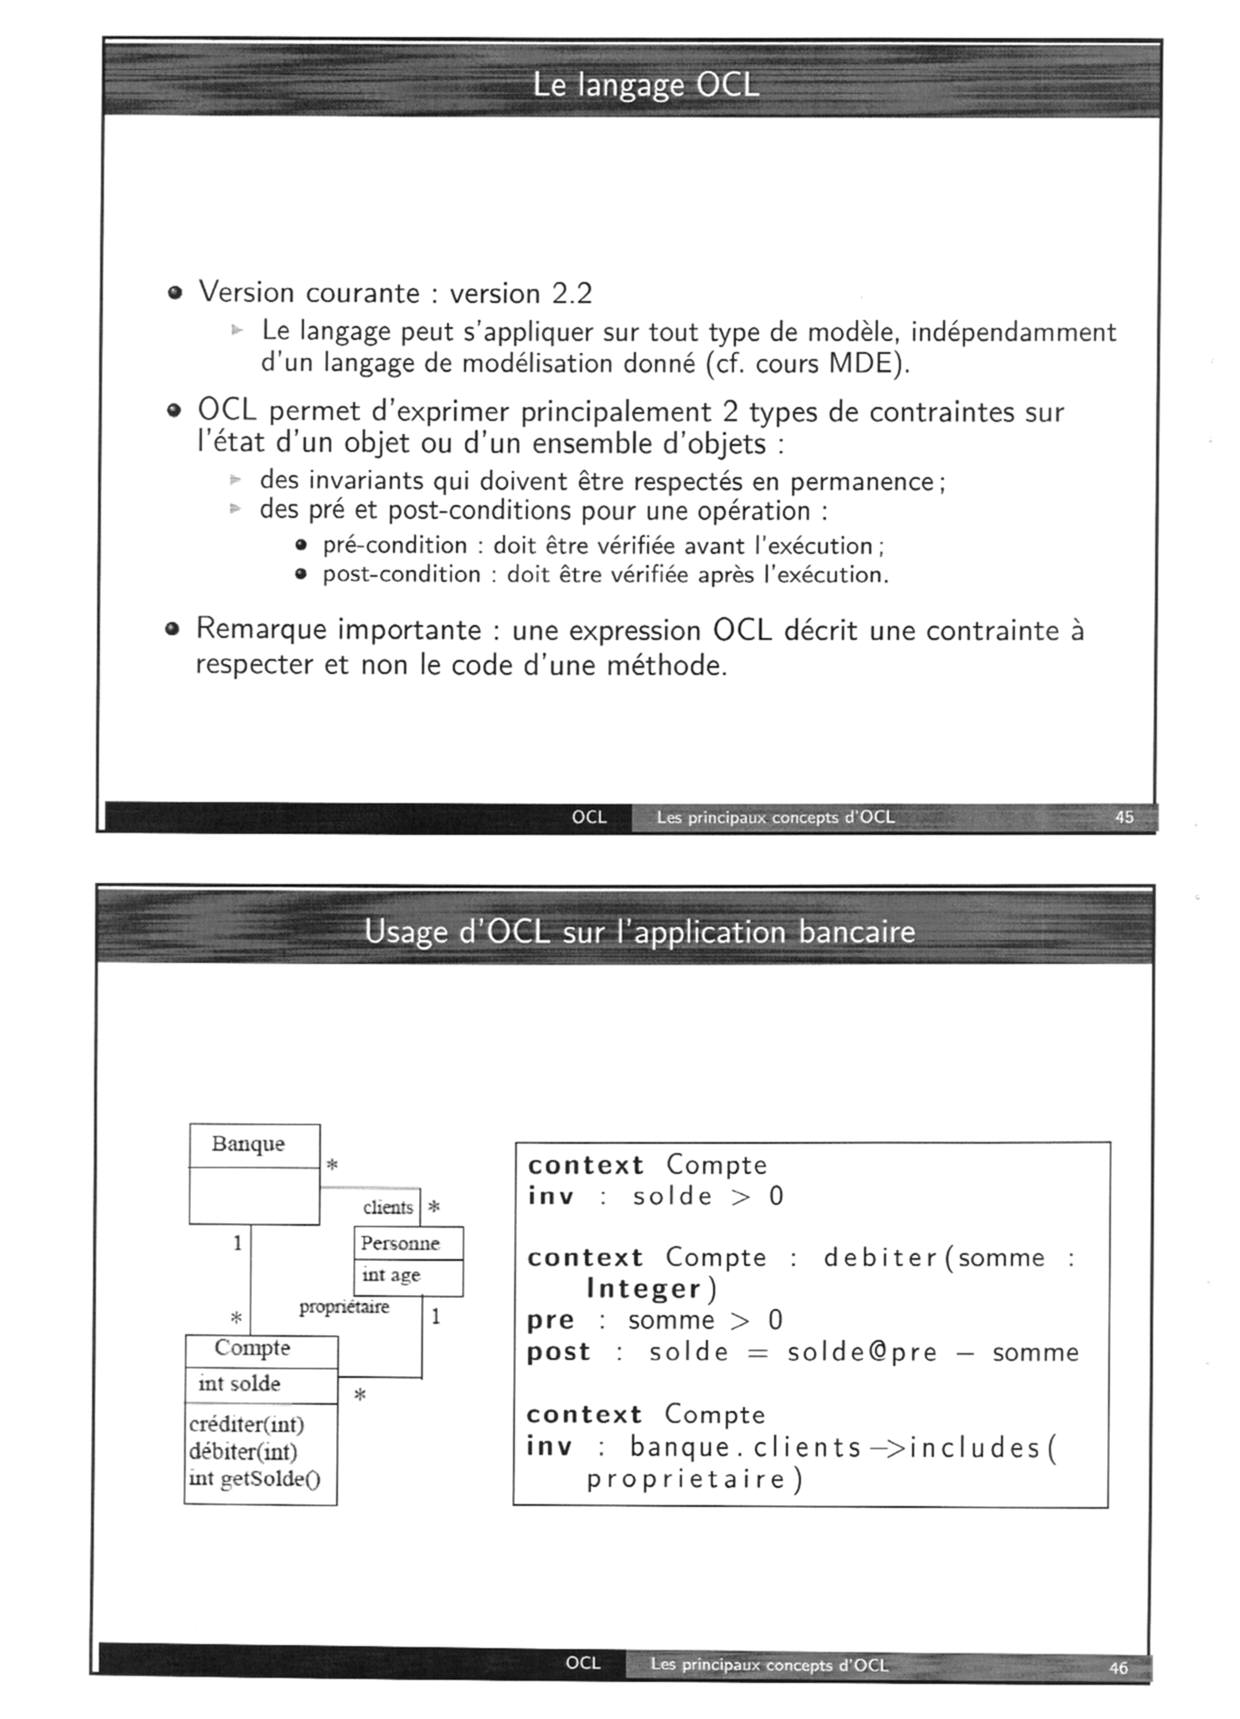 Le langage OCL
● Version courante : version 2.2
▶ Le langage peut s'appliquer sur tout type de modèle, indépendamment
d'un langage de modélisation donné (cf. cours MDE).
● OCL permet d'exprimer principalement 2 types de contraintes sur
l'état d'un objet ou d'un ensemble d'objets :
▶ des invariants qui doivent être respectés en permanence ;
▶ des pré et post-conditions pour une opération :
● pré-condition : doit être vérifiée avant l'exécution ;
● post-condition : doit être vérifiée après l'exécution.
● Remarque importante : une expression OCL décrit une contrainte à
respecter et non le code d'une méthode.
OCL Les principaux concepts d'OCL 45
Usage d'OCL sur l'application bancaire
Banque
*
clients *
1
Personne
int age
propriétaire 1
*
Compte
int solde
*
créditer(int)
débiter(int)
int getSolde()
context Compte
inv : solde > 0
context Compte : debiter(somme :
Integer)
pre : somme > 0
post : solde = solde@pre − somme
context Compte
inv : banque.clients->includes(
proprietaire)
OCL Les principaux concepts d'OCL 46